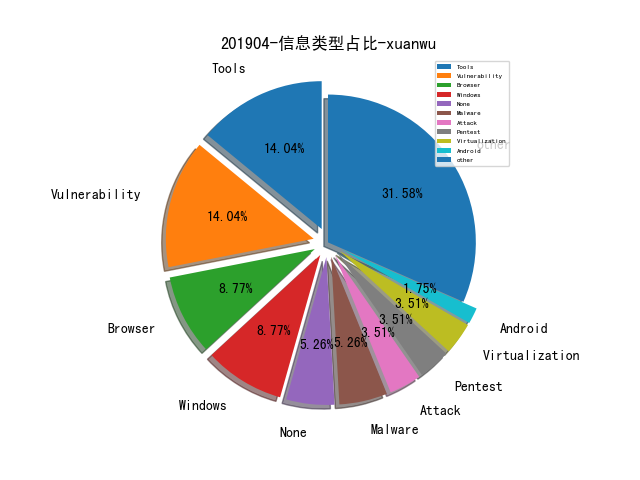 201904-信息类型占比-xuanwu
Tools
Vulnerability
Browser
Windows
None
Malware
Attack
Pentest
Virtualization
Android
other
Tools
14.04%
Vulnerability
14.04%
Browser
8.77%
Windows
8.77%
None
5.26%
Malware
5.26%
Attack
3.51%
Pentest
3.51%
Virtualization
3.51%
Android
1.75%
other
31.58%